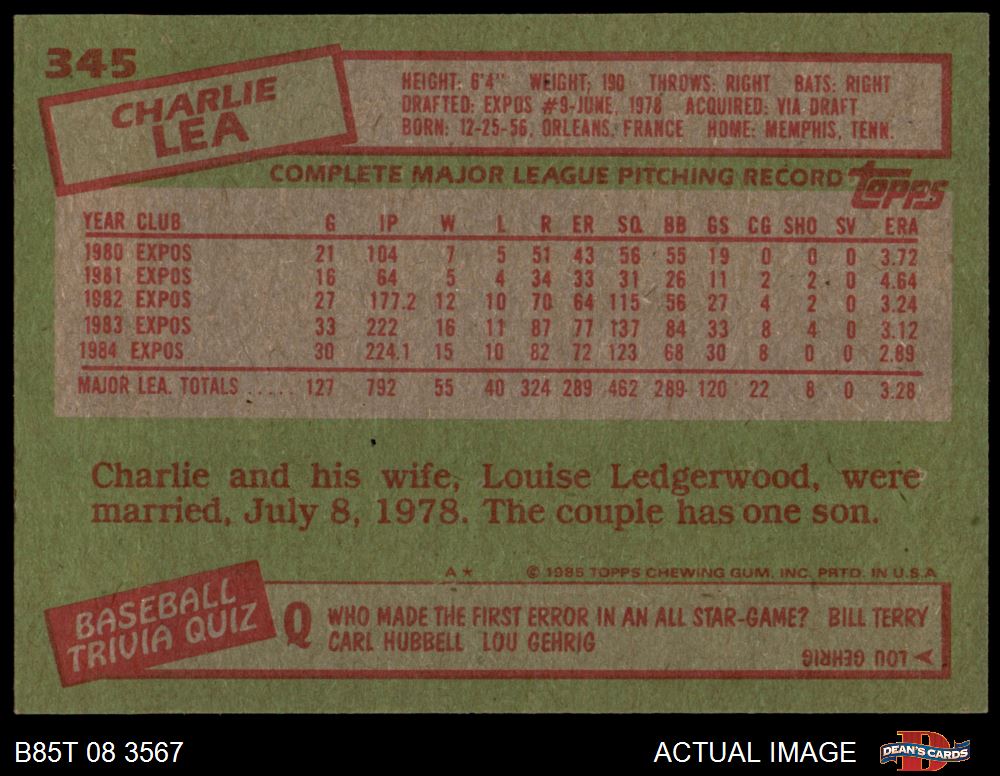 345
CHARLIE
LEA
HEIGHT: 6'4" WEIGHT: 190 THROWS: RIGHT BATS: RIGHT
DRAFTED: EXPOS #9-JUNE, 1978 ACQUIRED: VIA DRAFT
BORN: 12-25-56, ORLEANS, FRANCE HOME: MEMPHIS, TENN.
COMPLETE MAJOR LEAGUE PITCHING RECORD topps
YEAR CLUB G IP W L R ER SO. BB GS CG SHO SV ERA
1980 EXPOS 21 104 7 5 51 43 56 55 19 0 0 0 3.72
1981 EXPOS 16 64 5 4 34 33 31 26 11 2 2 0 4.64
1982 EXPOS 27 177.2 12 10 70 64 115 56 27 4 2 0 3.24
1983 EXPOS 33 222 16 11 87 77 137 84 33 8 4 0 3.12
1984 EXPOS 30 224.1 15 10 82 72 123 68 30 8 0 0 2.89
MAJOR LEA. TOTALS ..... 127 792 55 40 324 289 462 289 120 22 8 0 3.28
Charlie and his wife, Louise Ledgerwood, were
married, July 8, 1978. The couple has one son.
A * © 1985 TOPPS CHEWING GUM, INC. PRTD. IN U.S.A.
BASEBALL
TRIVIA QUIZ
Q WHO MADE THE FIRST ERROR IN AN ALL STAR-GAME? BILL TERRY
CARL HUBBELL LOU GEHRIG
A LOU GEHRIG
B85T 08 3567
ACTUAL IMAGE
D
DEAN'S CARDS